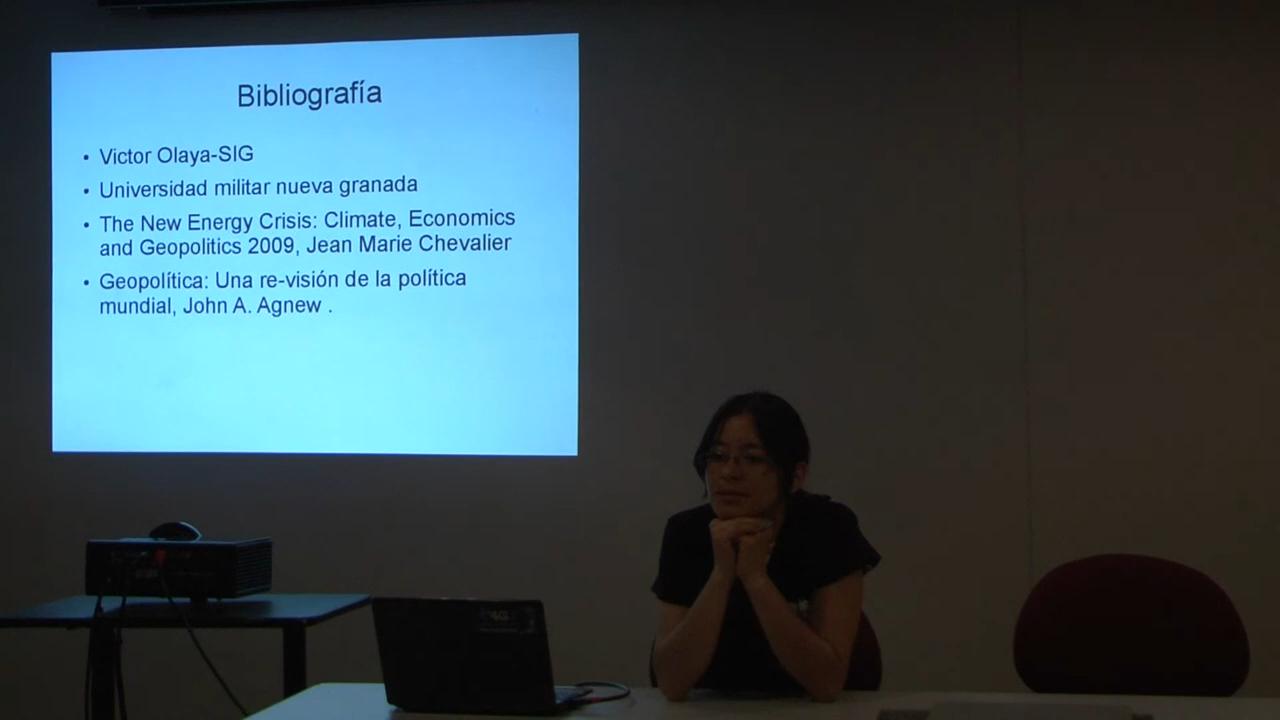 Bibliografía
• Victor Olaya-SIG
• Universidad militar nueva granada
• The New Energy Crisis: Climate, Economics
and Geopolitics 2009, Jean Marie Chevalier
• Geopolítica: Una re-visión de la política
mundial, John A. Agnew .